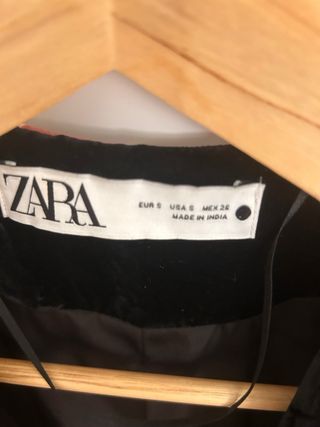 ZARA
EUR S USA S MEX 26
MADE IN INDIA